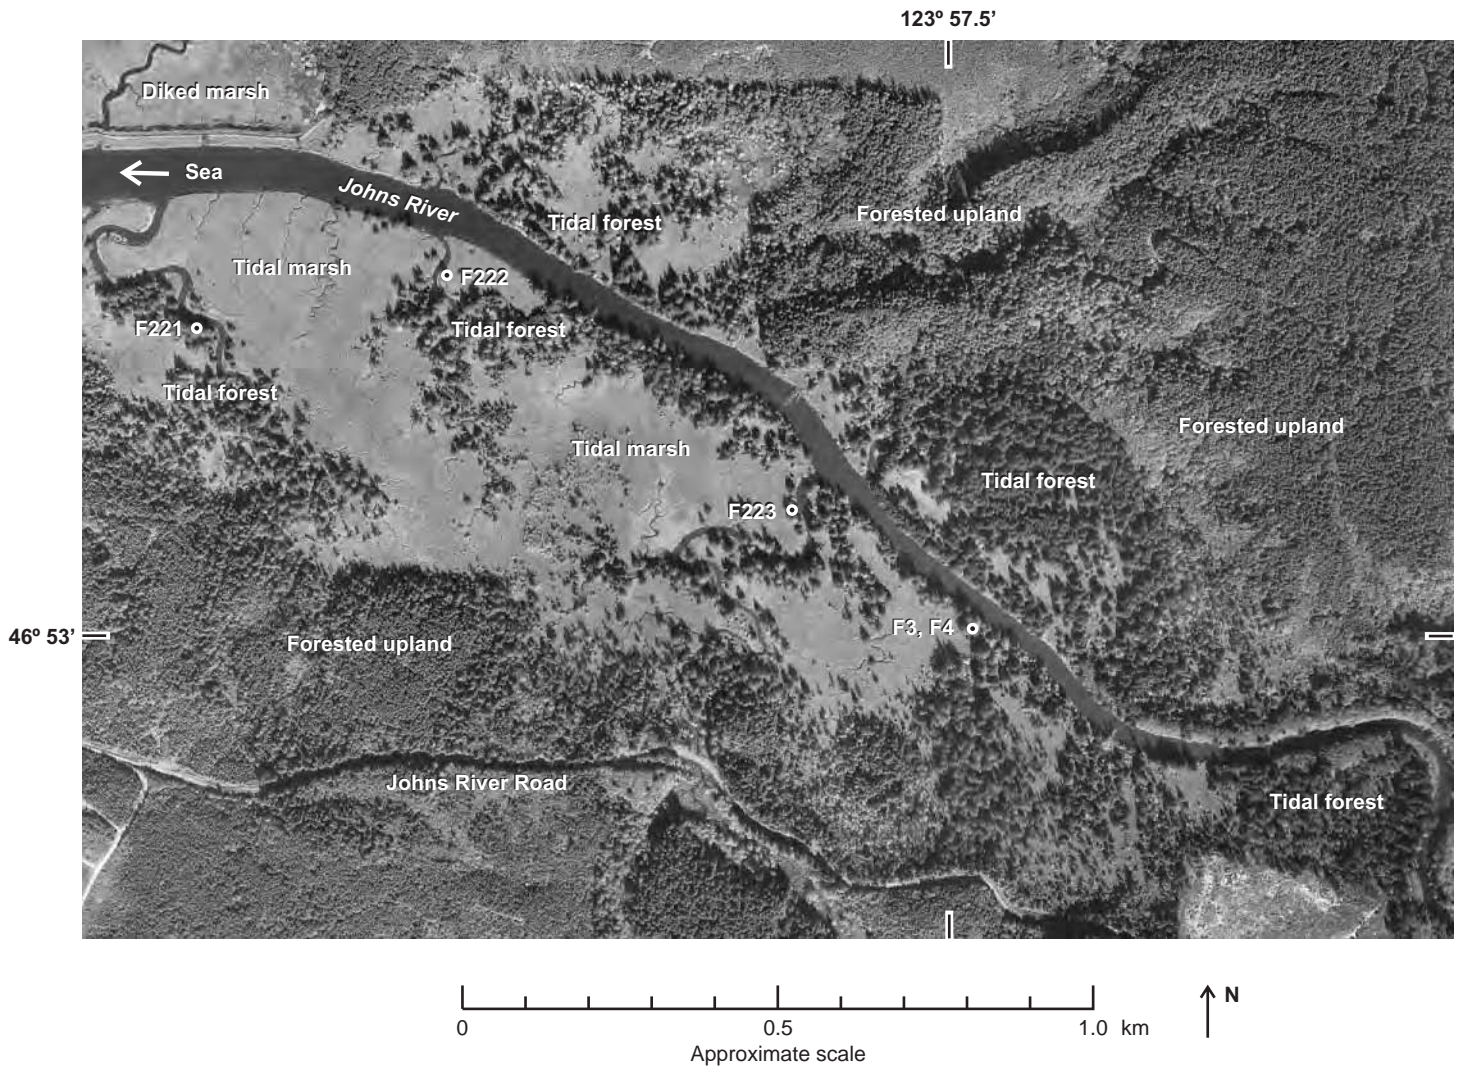 123º 57.5’
Diked marsh
Sea
Johns River
Tidal forest
Forested upland
Tidal marsh
F222
F221
Tidal forest
Tidal forest
Forested upland
Tidal marsh
Tidal forest
F223
F3, F4
46º 53’
Forested upland
Johns River Road
Tidal forest
N
0 0.5 1.0 km
Approximate scale